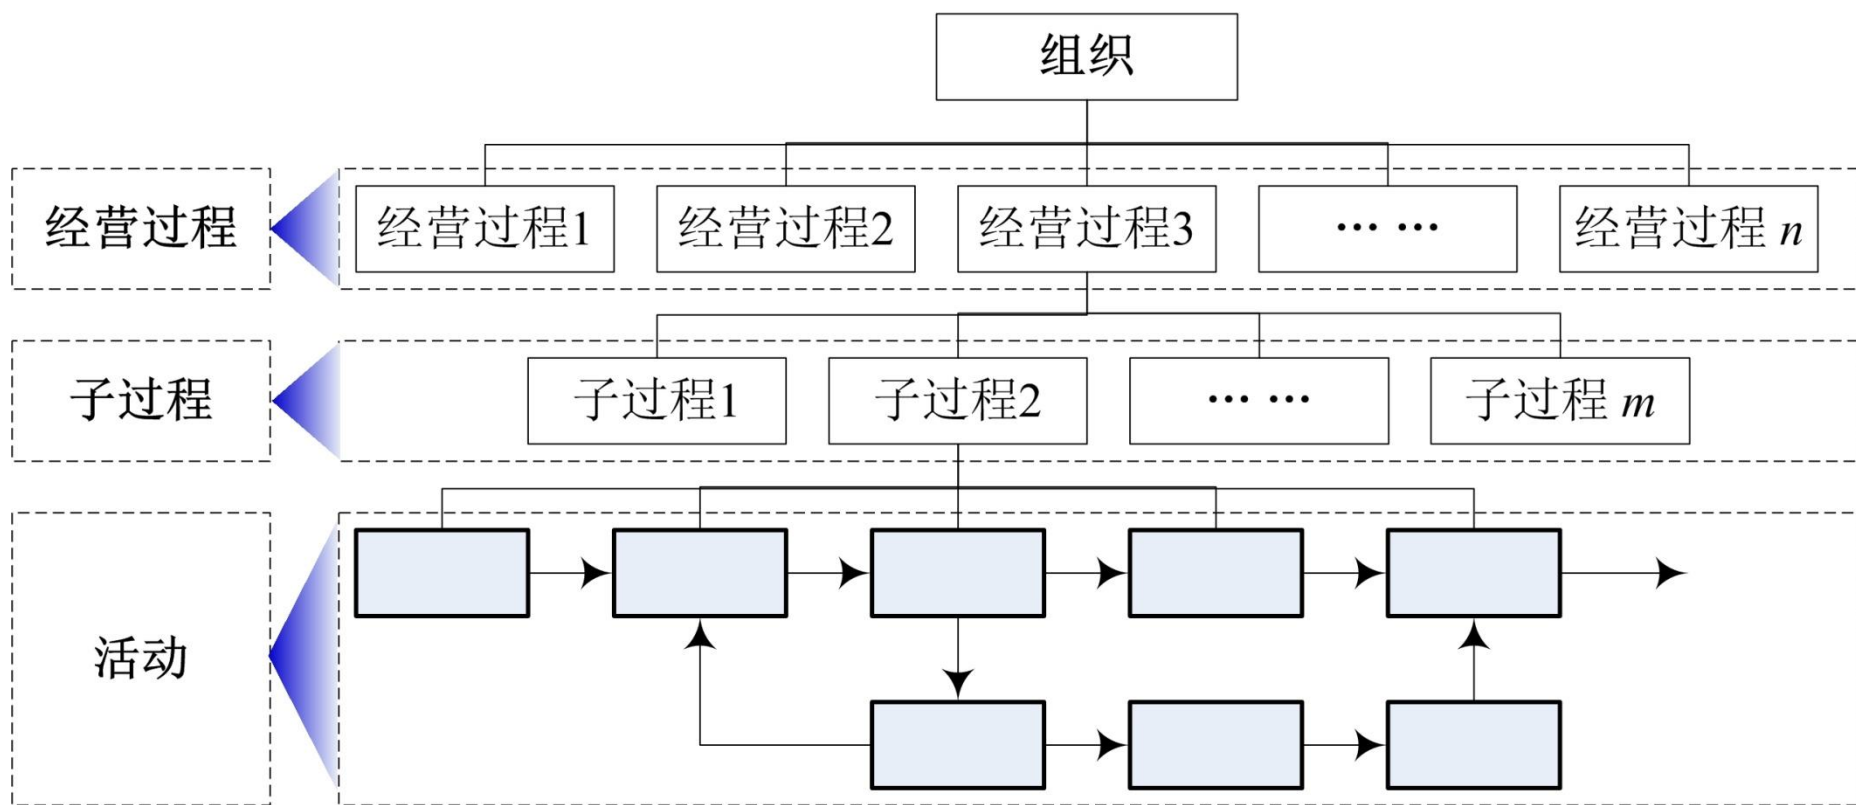 组织
经营过程
经营过程1
经营过程2
经营过程3
… …
经营过程 n
子过程
子过程1
子过程2
… …
子过程 m
活动